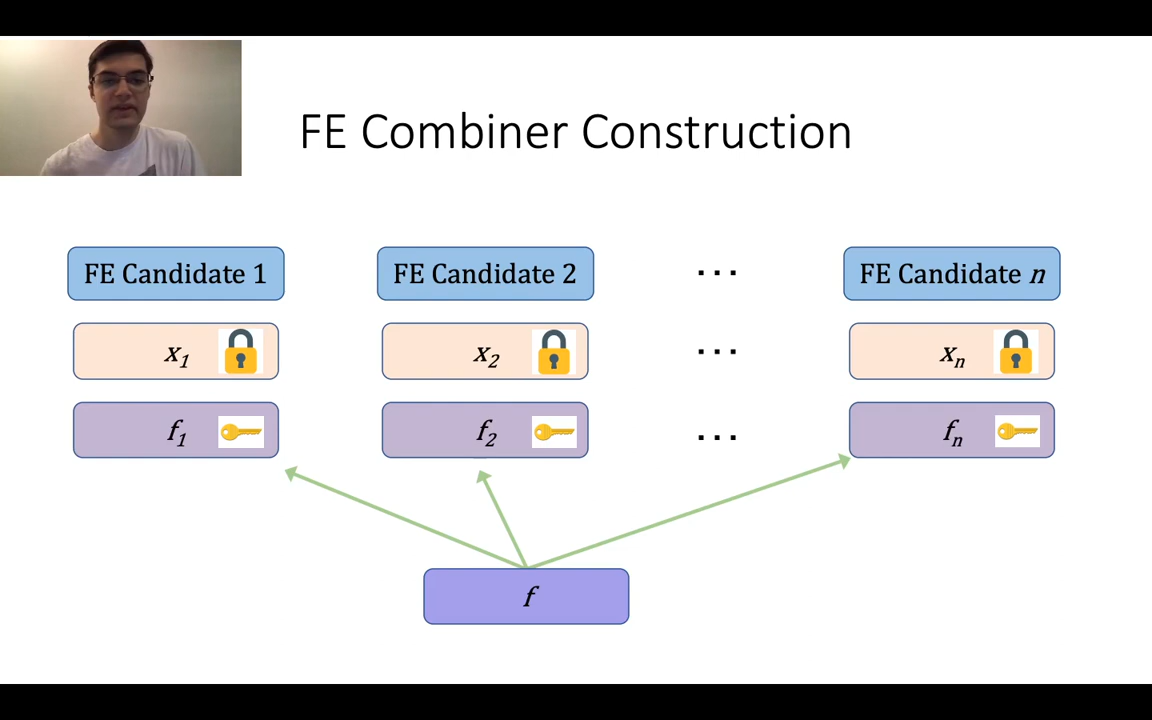 FE Combiner Construction
FE Candidate 1
FE Candidate 2
...
FE Candidate n
x1
x2
...
xn
f1
f2
...
fn
f